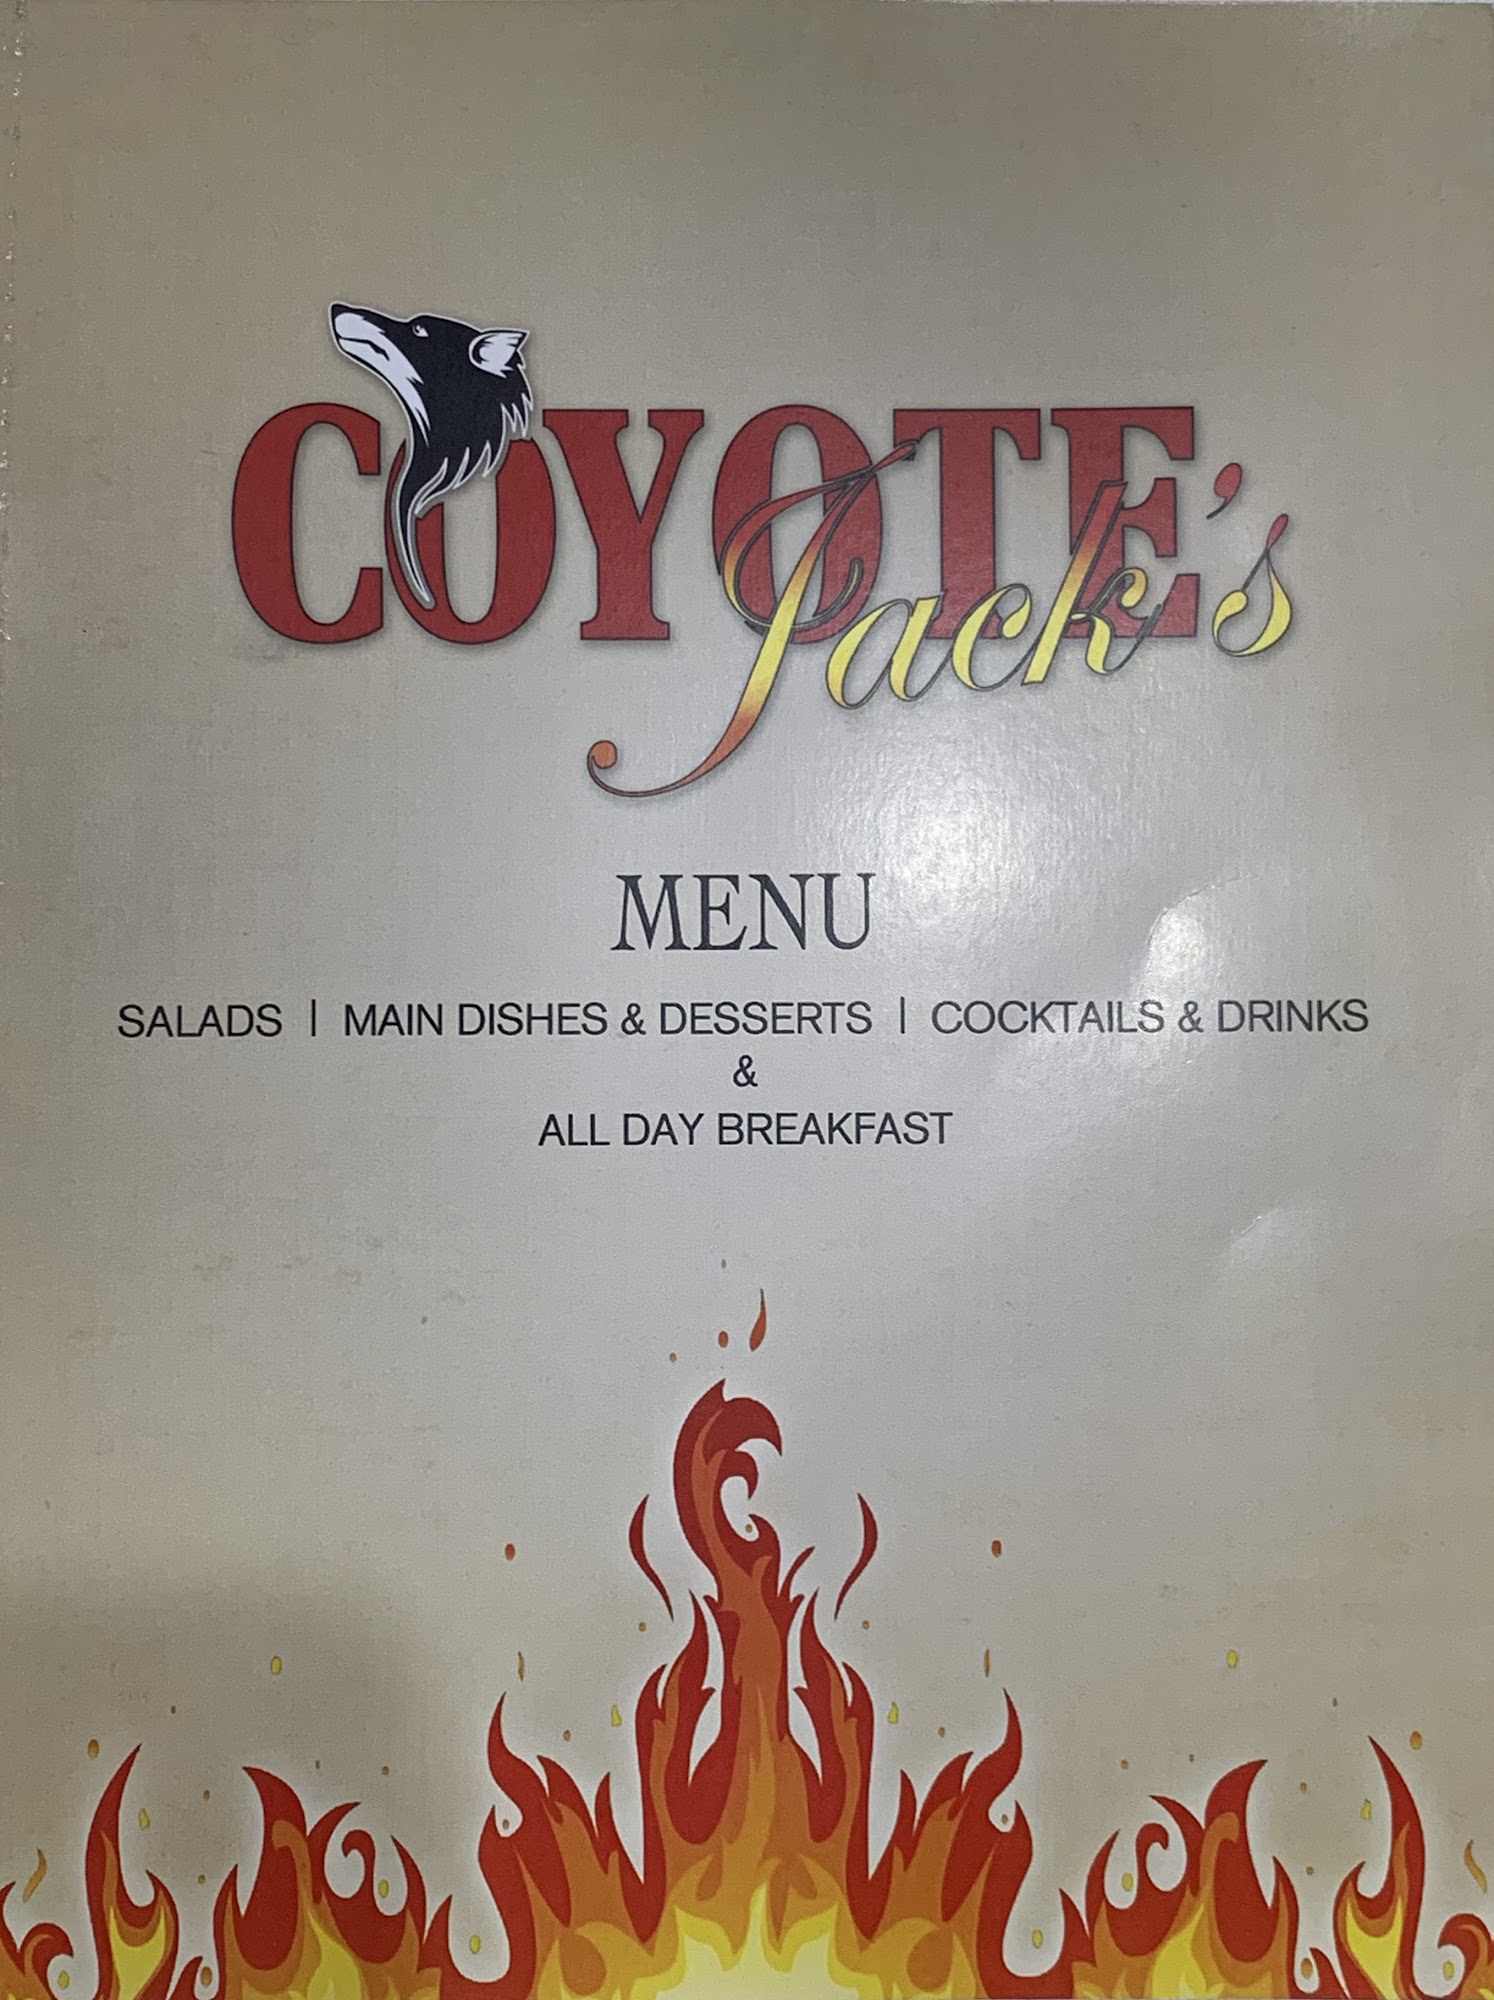 COYOTE's
Jack's
MENU
SALADS | MAIN DISHES & DESSERTS | COCKTAILS & DRINKS
&
ALL DAY BREAKFAST